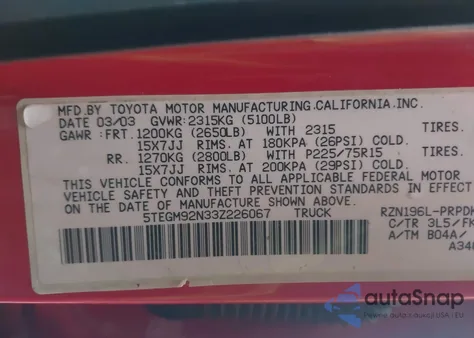 MFD.BY TOYOTA MOTOR MANUFACTURING.CALIFORNIA.INC.
DATE 03/03 GVWR:2315KG (5100LB)
GAWR :FRT.1200KG (2650LB) WITH 2315 TIRES.
15X7JJ RIMS. AT 180KPA (26PSI) COLD.
RR. 1270KG (2800LB) WITH P225/75R15 TIRES.
15X7JJ RIMS. AT 200KPA (29PSI) COLD.
THIS VEHICLE CONFORMS TO ALL APPLICABLE FEDERAL MOTOR
VEHICLE SAFETY AND THEFT PREVENTION STANDARDS IN EFFECT
ON THE DATE OF MANUFACTURE SHOWN ABOVE.
5TEGM92N33Z226067 TRUCK RZN196L-PRPDK
C/TR 3L5/FK
A/TM B04A/
A340
autaSnap